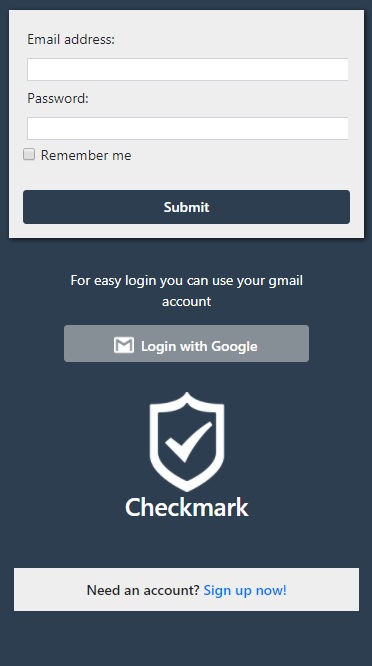 Email address:
Password:
Remember me
Submit
For easy login you can use your gmail
account
Login with Google
Checkmark
Need an account? Sign up now!